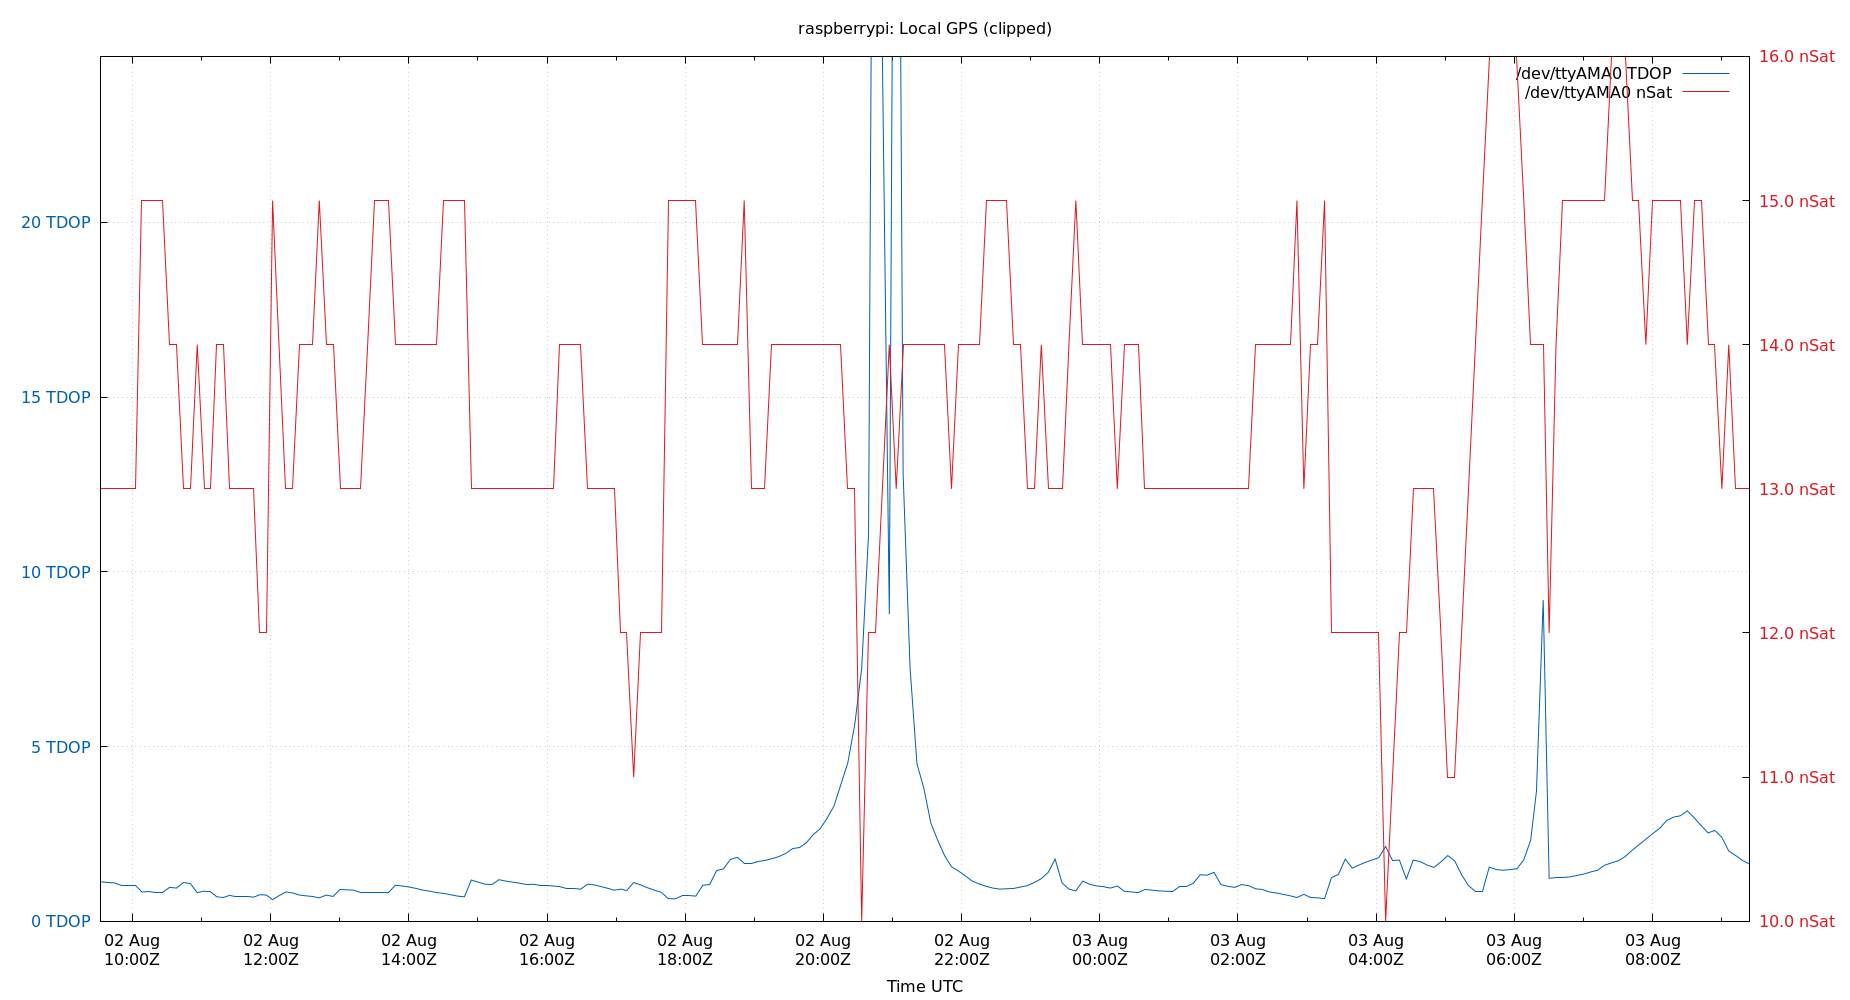 raspberrypi: Local GPS (clipped)
16.0 nSat
/dev/ttyAMA0 TDOP
/dev/ttyAMA0 nSat
15.0 nSat
20 TDOP
14.0 nSat
15 TDOP
13.0 nSat
10 TDOP
12.0 nSat
5 TDOP
11.0 nSat
0 TDOP
10.0 nSat
02 Aug 02 Aug 02 Aug 02 Aug 02 Aug 02 Aug 02 Aug 03 Aug 03 Aug 03 Aug 03 Aug 03 Aug
10:00Z 12:00Z 14:00Z 16:00Z 18:00Z 20:00Z 22:00Z 00:00Z 02:00Z 04:00Z 06:00Z 08:00Z
Time UTC